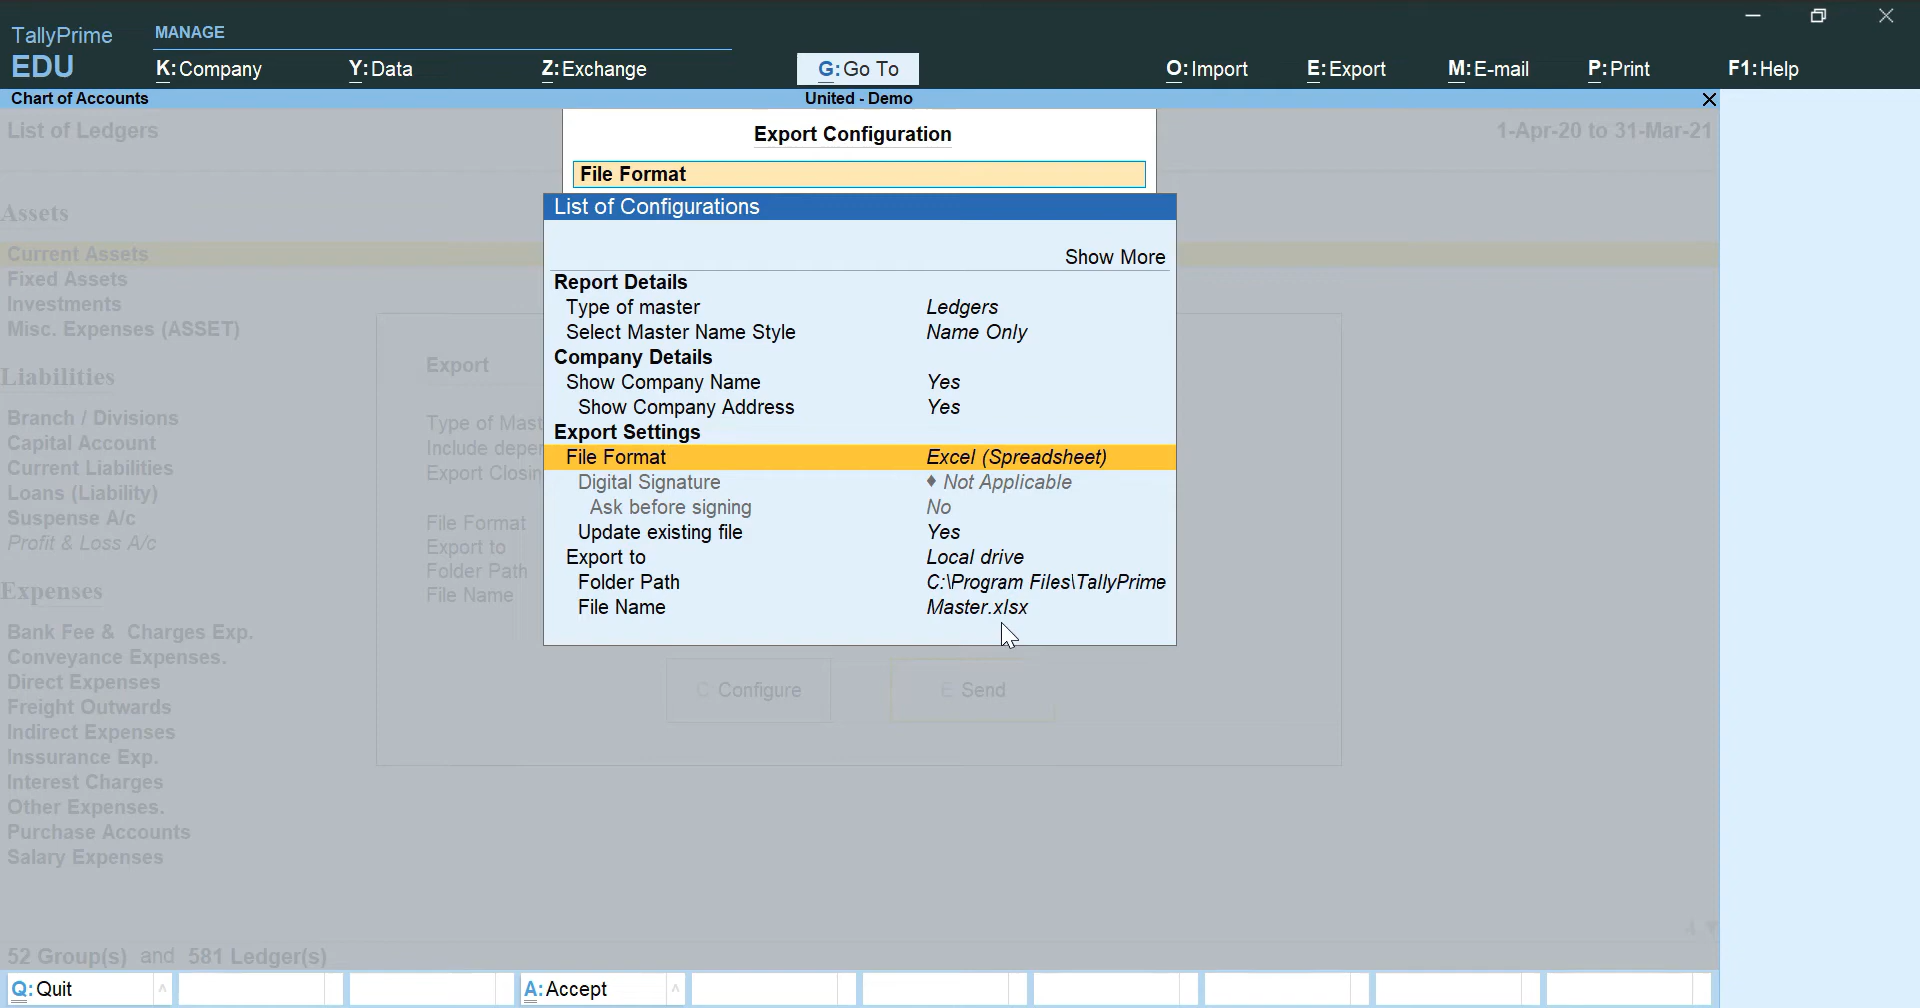 TallyPrime
EDU
MANAGE
K:Company
Y:Data
Z:Exchange
G:Go To
O:Import
E:Export
M:E-mail
P:Print
F1:Help
Chart of Accounts
United - Demo
List of Ledgers
1-Apr-20 to 31-Mar-21
Export Configuration
File Format
List of Configurations
Show More
Report Details
Type of master Ledgers
Select Master Name Style Name Only
Company Details
Show Company Name Yes
Show Company Address Yes
Export Settings
File Format Excel (Spreadsheet)
Digital Signature ♦ Not Applicable
Ask before signing No
Update existing file Yes
Export to Local drive
Folder Path C:\Program Files\TallyPrime
File Name Master.xlsx
Assets
Current Assets
Fixed Assets
Investments
Misc. Expenses (ASSET)
Liabilities
Branch / Divisions
Capital Account
Current Liabilities
Loans (Liability)
Suspense A/c
Profit & Loss A/c
Expenses
Bank Fee & Charges Exp.
Conveyance Expenses.
Direct Expenses
Freight Outwards
Indirect Expenses
Inssurance Exp.
Interest Charges
Other Expenses.
Purchase Accounts
Salary Expenses
Export
Type of Mast
Include depen
Export Closin
File Format
Export to
Folder Path
File Name
C: Configure
E: Send
52 Group(s) and 581 Ledger(s)
Q:Quit
A:Accept